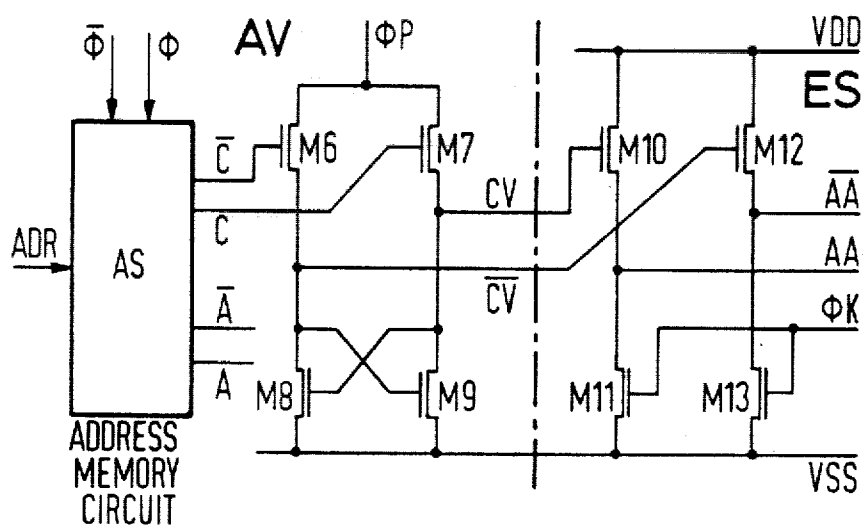 Φ̅ Φ AV ΦP VDD
ES
C̅ M6 M7 M10 M12
C CV A̅A̅
ADR AS C̅V̅ AA
A̅ ΦK
A M8 M9 M11 M13
ADDRESS
MEMORY
CIRCUIT
VSS